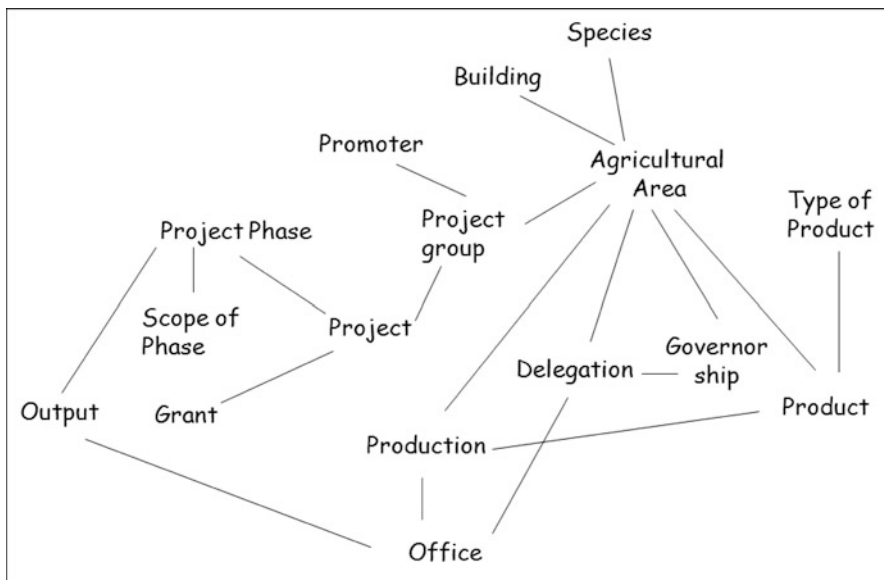 Species
Building
Promoter
Agricultural
Area
Type of
Product
Project
group
Project Phase
Scope of
Phase
Project
Governor
ship
Delegation
Product
Output
Grant
Production
Office